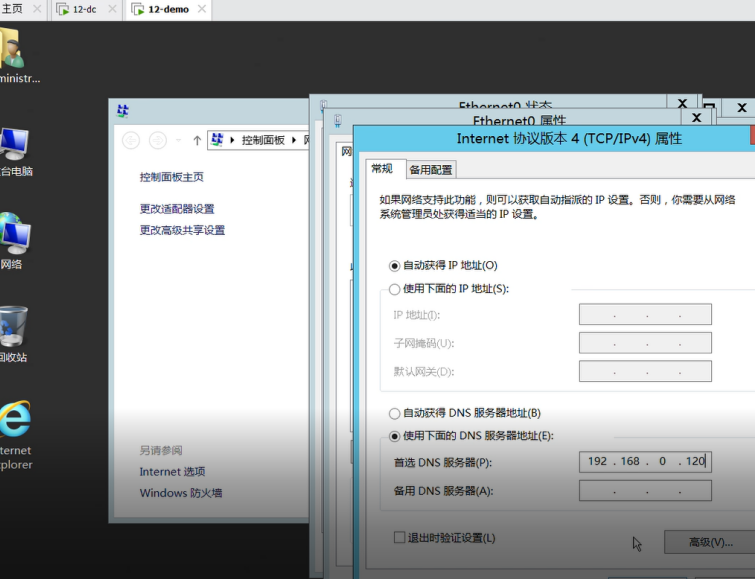 主页
12-dc
12-demo
ministr...
台电脑
网络
回收站
ternet
plorer
控制面板
控制面板主页
更改适配器设置
更改高级共享设置
另请参阅
Internet 选项
Windows 防火墙
Ethernet0 状态
Ethernet0 属性
网
Internet 协议版本 4 (TCP/IPv4) 属性
常规
备用配置
如果网络支持此功能，则可以获取自动指派的 IP 设置。否则，你需要从网络
系统管理员处获得适当的 IP 设置。
自动获得 IP 地址(O)
使用下面的 IP 地址(S):
IP 地址(I):
子网掩码(U):
默认网关(D):
自动获得 DNS 服务器地址(B)
使用下面的 DNS 服务器地址(E):
首选 DNS 服务器(P):
192 . 168 . 0 . 120
备用 DNS 服务器(A):
退出时验证设置(L)
高级(V)...